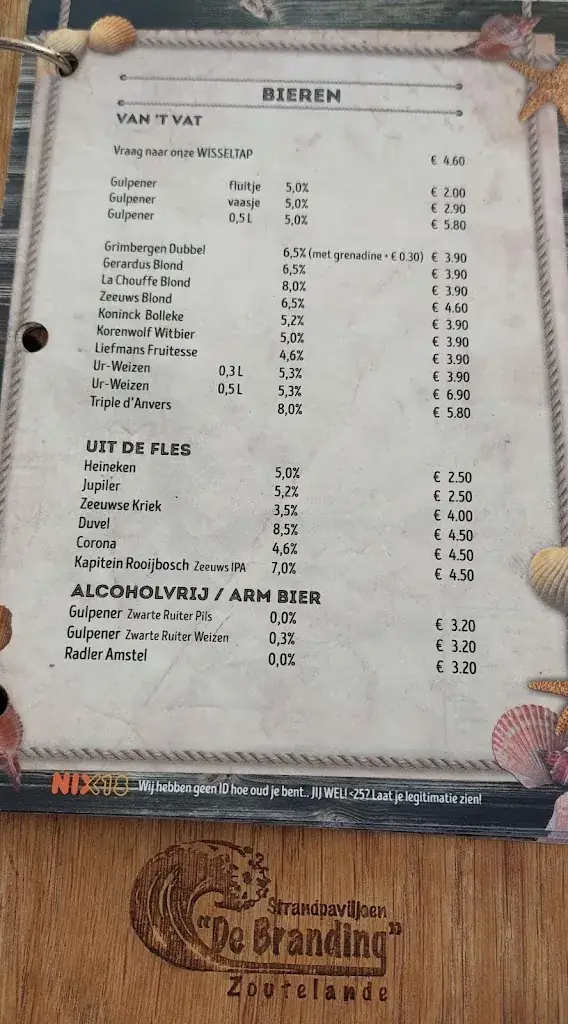 BIEREN
VAN 'T VAT
Vraag naar onze WISSELTAP € 4.60
Gulpener fluitje 5,0% € 2.00
Gulpener vaasje 5,0% € 2.90
Gulpener 0,5 L 5,0% € 5.80
Grimbergen Dubbel 6,5% (met grenadine + € 0.30) € 3.90
Gerardus Blond 6,5% € 3.90
La Chouffe Blond 8,0% € 3.90
Zeeuws Blond 6,5% € 4.60
Koninck Bolleke 5,2% € 3.90
Korenwolf Witbier 5,0% € 3.90
Liefmans Fruitesse 4,6% € 3.90
Ur-Weizen 0,3 L 5,3% € 3.90
Ur-Weizen 0,5 L 5,3% € 6.90
Triple d'Anvers 8,0% € 5.80
UIT DE FLES
Heineken 5,0% € 2.50
Jupiler 5,2% € 2.50
Zeeuwse Kriek 3,5% € 4.00
Duvel 8,5% € 4.50
Corona 4,6% € 4.50
Kapitein Rooijbosch Zeeuws IPA 7,0% € 4.50
ALCOHOLVRIJ / ARM BIER
Gulpener Zwarte Ruiter Pils 0,0% € 3.20
Gulpener Zwarte Ruiter Weizen 0,3% € 3.20
Radler Amstel 0,0% € 3.20
NIX18 Wij hebben geen ID hoe oud je bent.. JIJ WEL! <25? Laat je legitimatie zien!
Strandpaviljoen
"De Branding"
Zoutelande